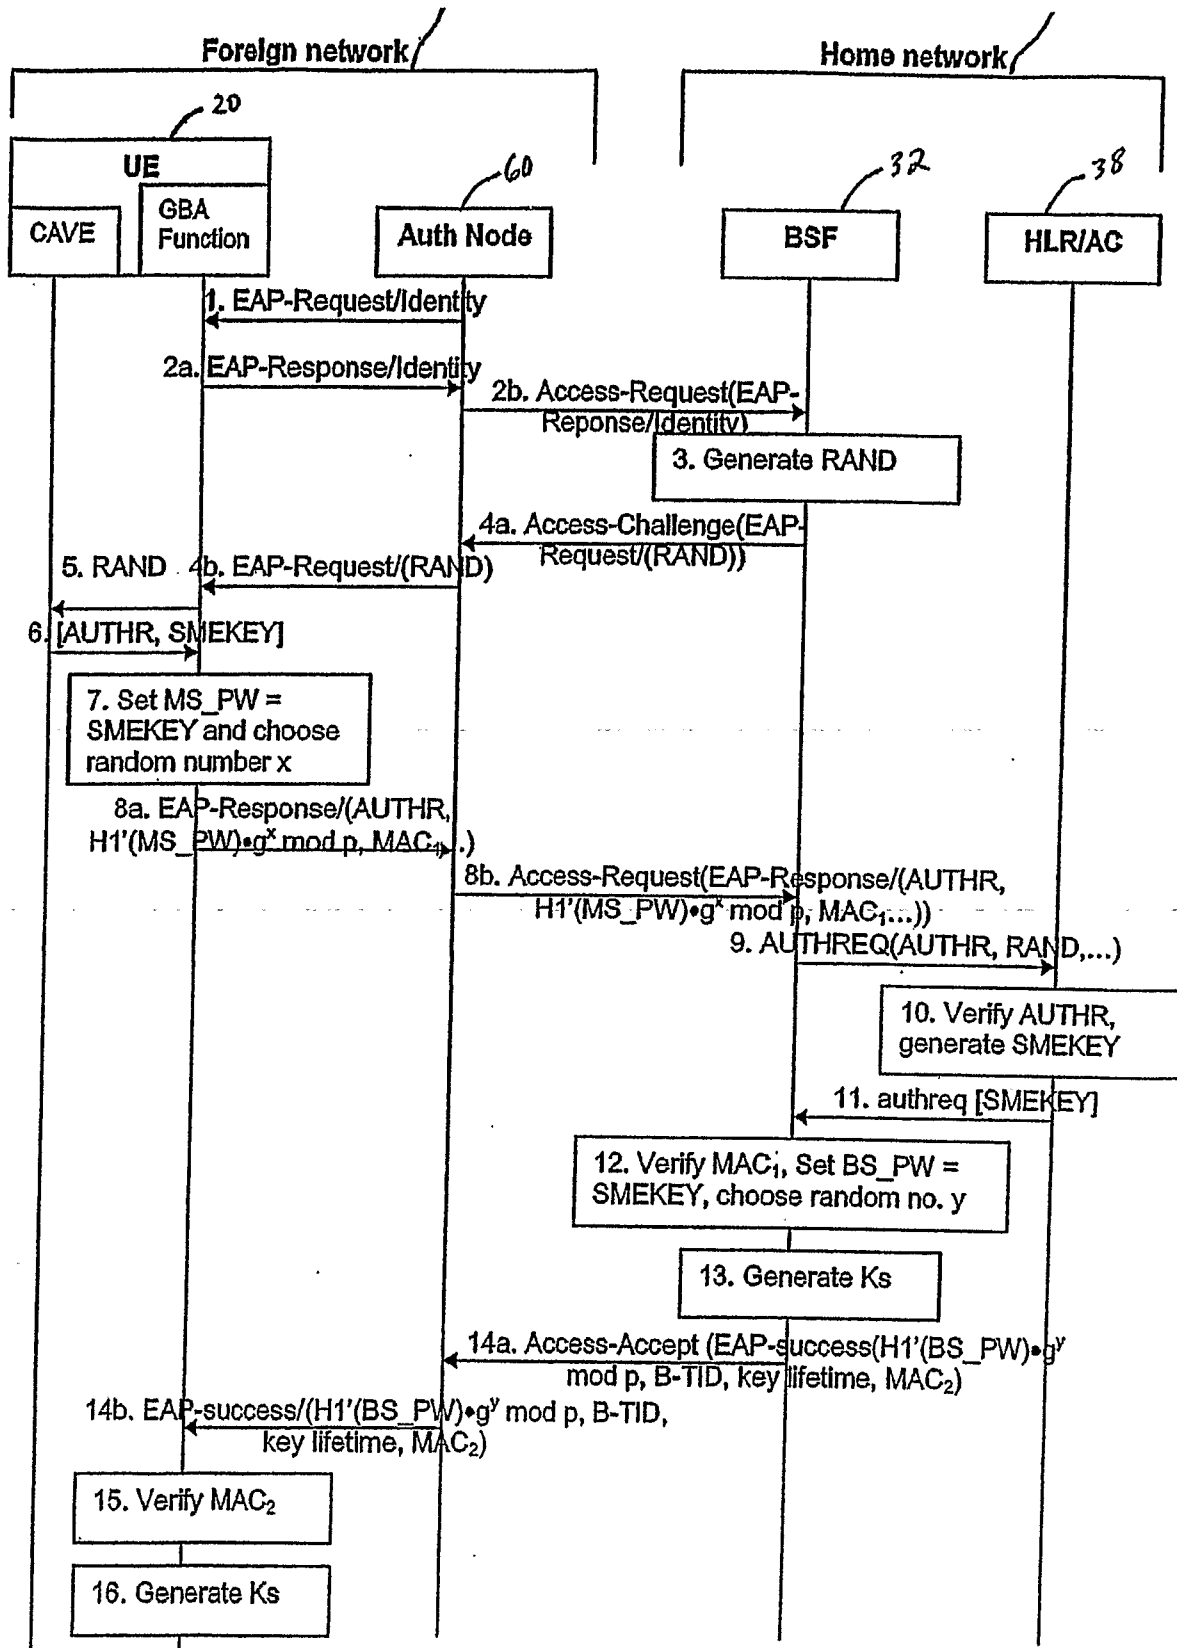 Foreign network
Home network
20
UE
60
32
38
CAVE
GBA
Function
Auth Node
BSF
HLR/AC
1. EAP-Request/Identity
2a. EAP-Response/Identity
2b. Access-Request(EAP-
Reponse/Identity)
3. Generate RAND
4a. Access-Challenge(EAP-
Request/(RAND))
5. RAND
4b. EAP-Request/(RAND)
6. [AUTHR, SMEKEY]
7. Set MS_PW =
SMEKEY and choose
random number x
8a. EAP-Response/(AUTHR,
H1'(MS_PW)•gˣ mod p, MAC₁,..)
8b. Access-Request(EAP-Response/(AUTHR,
H1'(MS_PW)•gˣ mod p, MAC₁...))
9. AUTHREQ(AUTHR, RAND,...)
10. Verify AUTHR,
generate SMEKEY
11. authreq [SMEKEY]
12. Verify MAC₁, Set BS_PW =
SMEKEY, choose random no. y
13. Generate Ks
14a. Access-Accept (EAP-success(H1'(BS_PW)•gʸ
mod p, B-TID, key lifetime, MAC₂)
14b. EAP-success/(H1'(BS_PW)•gʸ mod p, B-TID,
key lifetime, MAC₂)
15. Verify MAC₂
16. Generate Ks